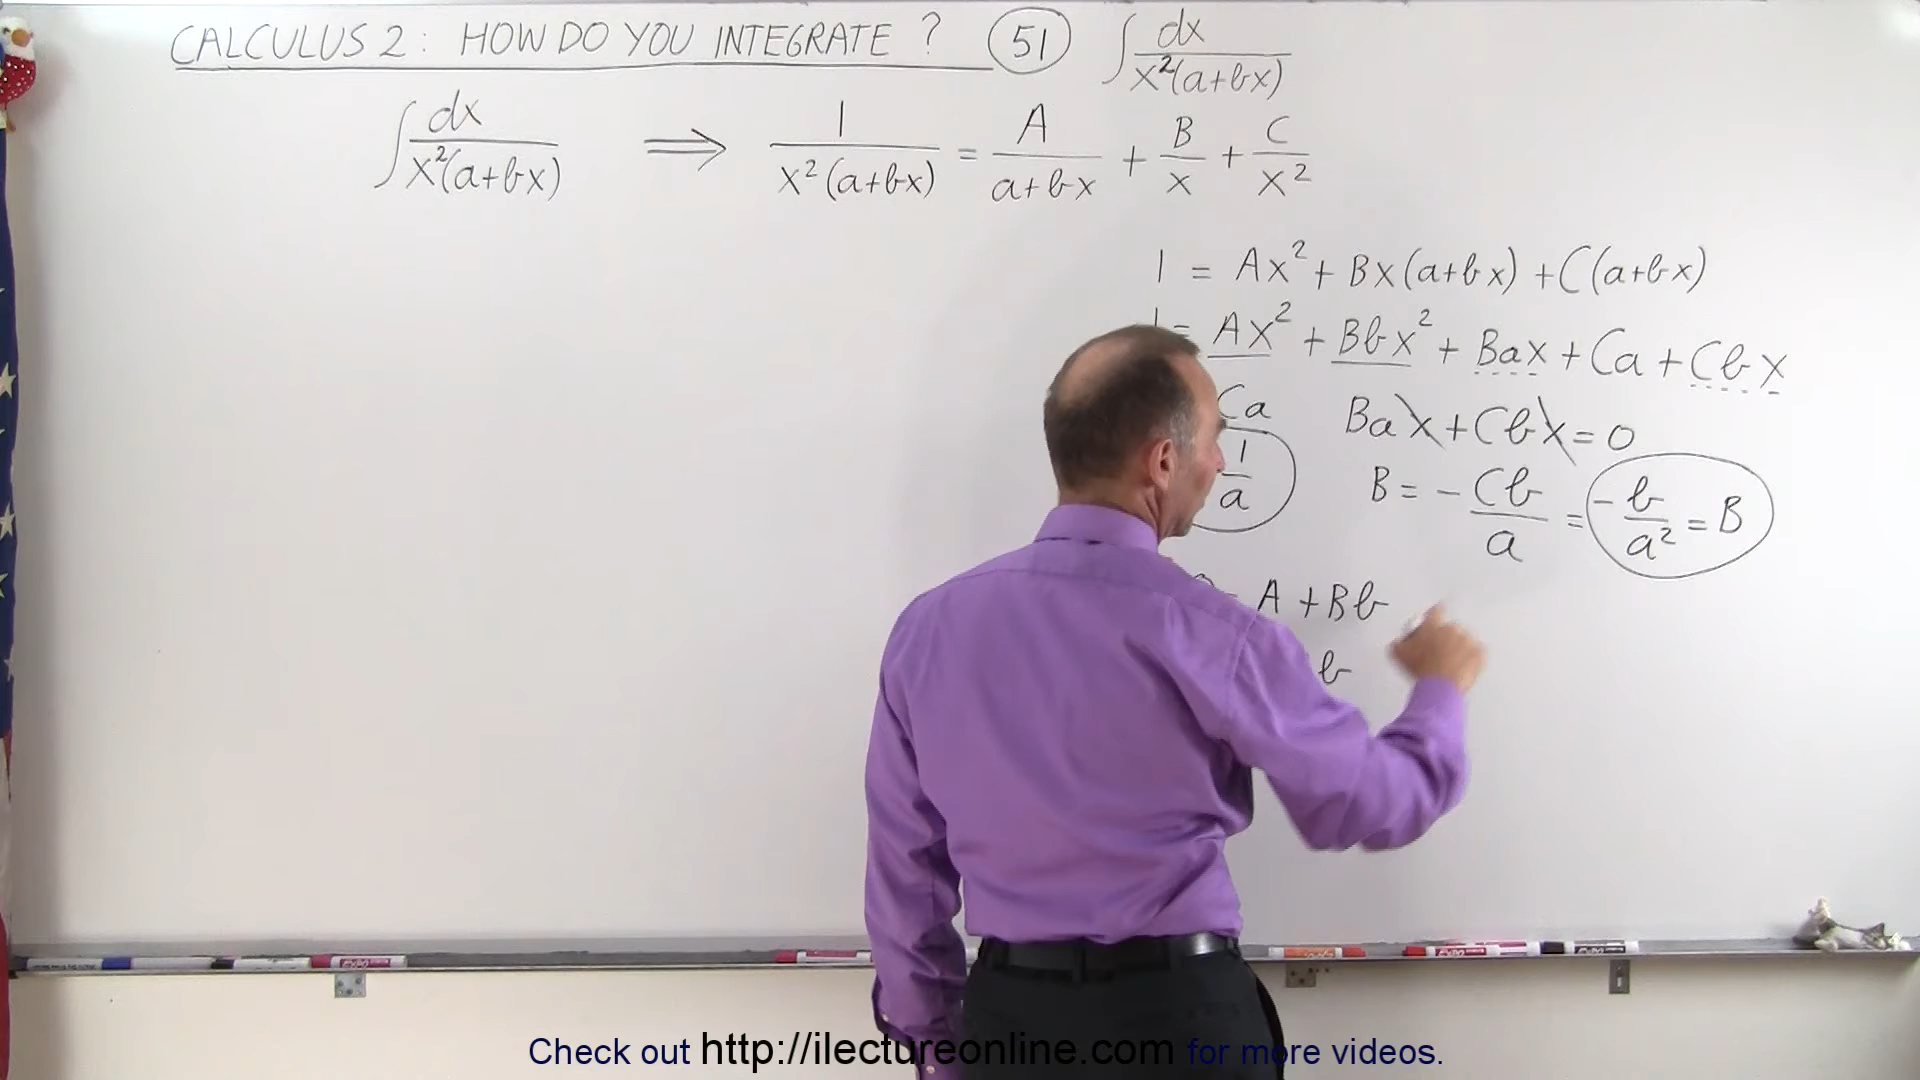 CALCULUS 2: HOW DO YOU INTEGRATE ? 51 ∫ dx / x²(a+bx)
∫ dx / x²(a+bx) ⟹ 1 / x²(a+bx) = A / a+bx + B / x + C / x²
1 = Ax² + Bx(a+bx) + C(a+bx)
1 = Ax² + Bbx² + Bax + Ca + Cbx
Ca Bax + Cbx = 0
1 / a B = - Cb / a = - b / a² = B
= A + Bb
b
Check out http://ilectureonline.com for more videos.